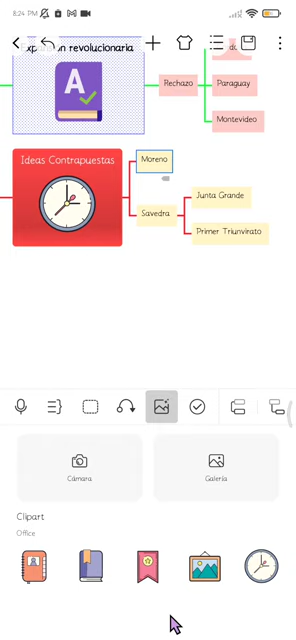 8:24 PM
Expansión revolucionaria
A
Rechazo
Paraguay
Montevideo
Ideas Contrapuestas
Moreno
Savedra
Junta Grande
Primer Triunvirato
Cámara
Galería
Clipart
Office